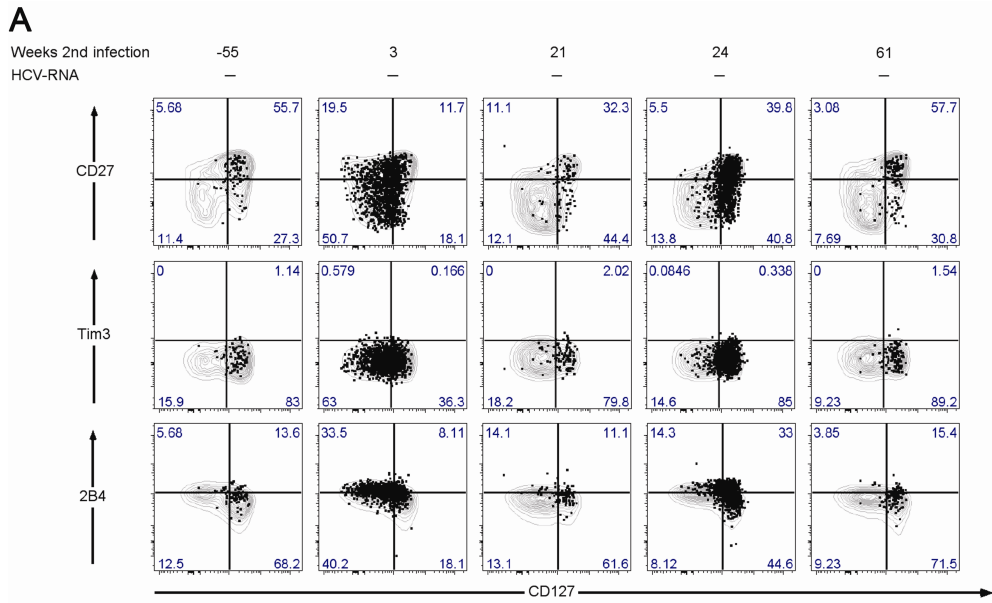 A
Weeks 2nd infection -55 3 21 24 61
HCV-RNA – – – – –
5.68 55.7 19.5 11.7 11.1 32.3 5.5 39.8 3.08 57.7
CD27
11.4 27.3 50.7 18.1 12.1 44.4 13.8 40.8 7.69 30.8
0 1.14 0.579 0.166 0 2.02 0.0846 0.338 0 1.54
Tim3
15.9 83 63 36.3 18.2 79.8 14.6 85 9.23 89.2
5.68 13.6 33.5 8.11 14.1 11.1 14.3 33 3.85 15.4
2B4
12.5 68.2 40.2 18.1 13.1 61.6 8.12 44.6 9.23 71.5
CD127